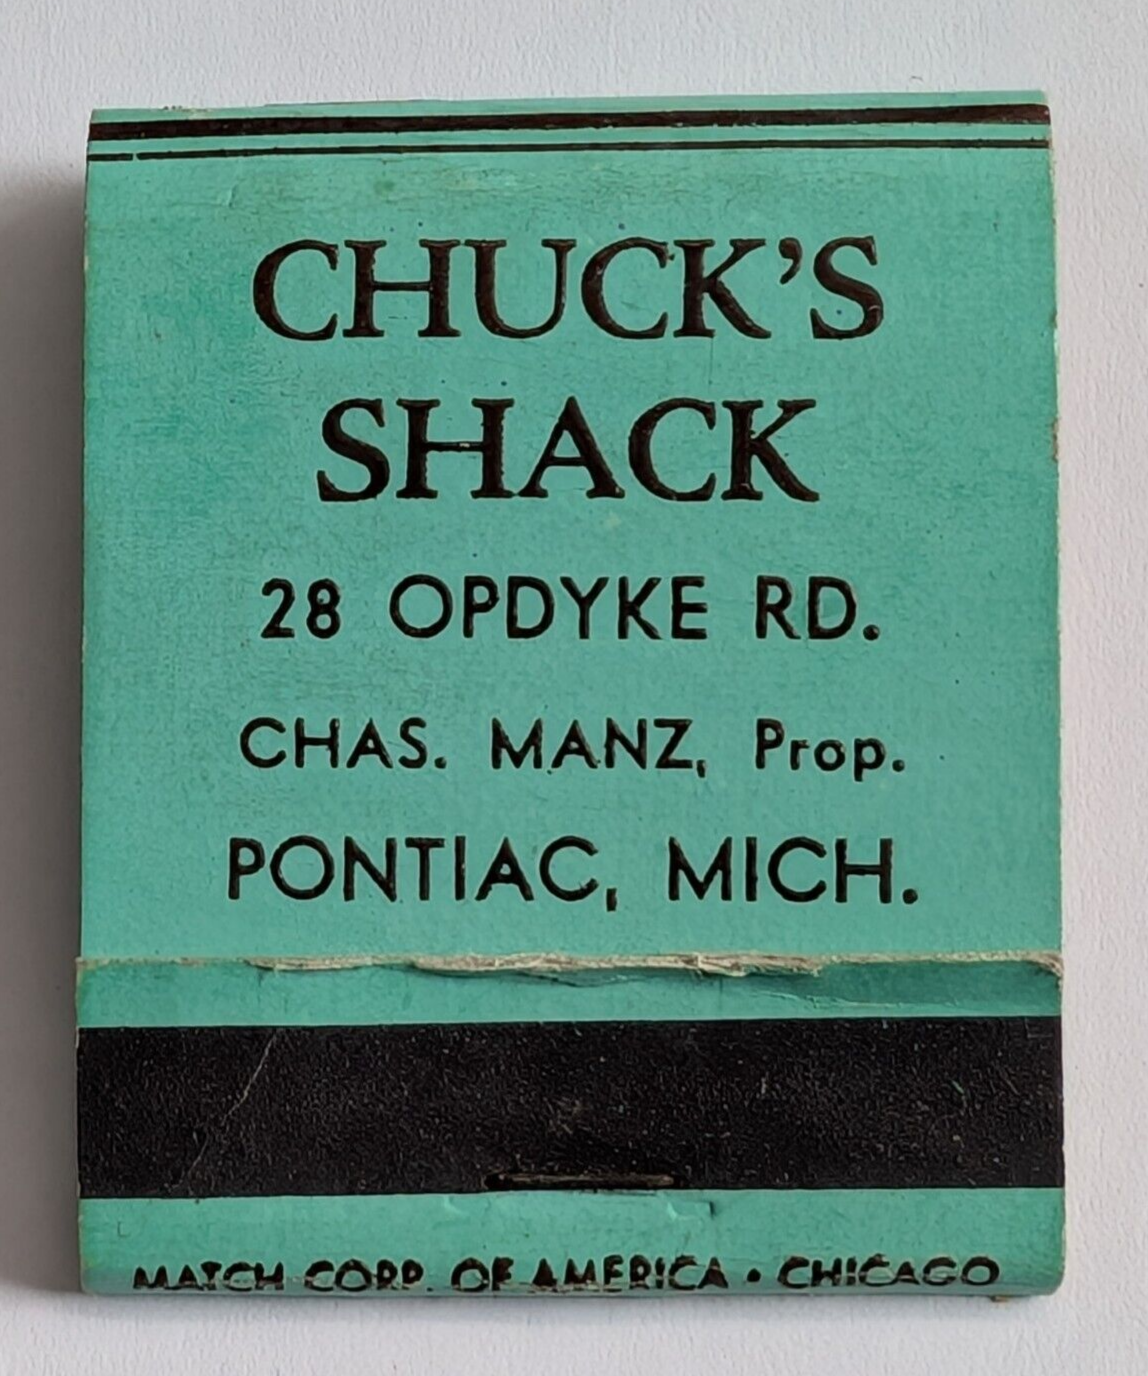 CHUCK'S
SHACK
28 OPDYKE RD.
CHAS. MANZ, Prop.
PONTIAC, MICH.
MATCH CORP. OF AMERICA • CHICAGO